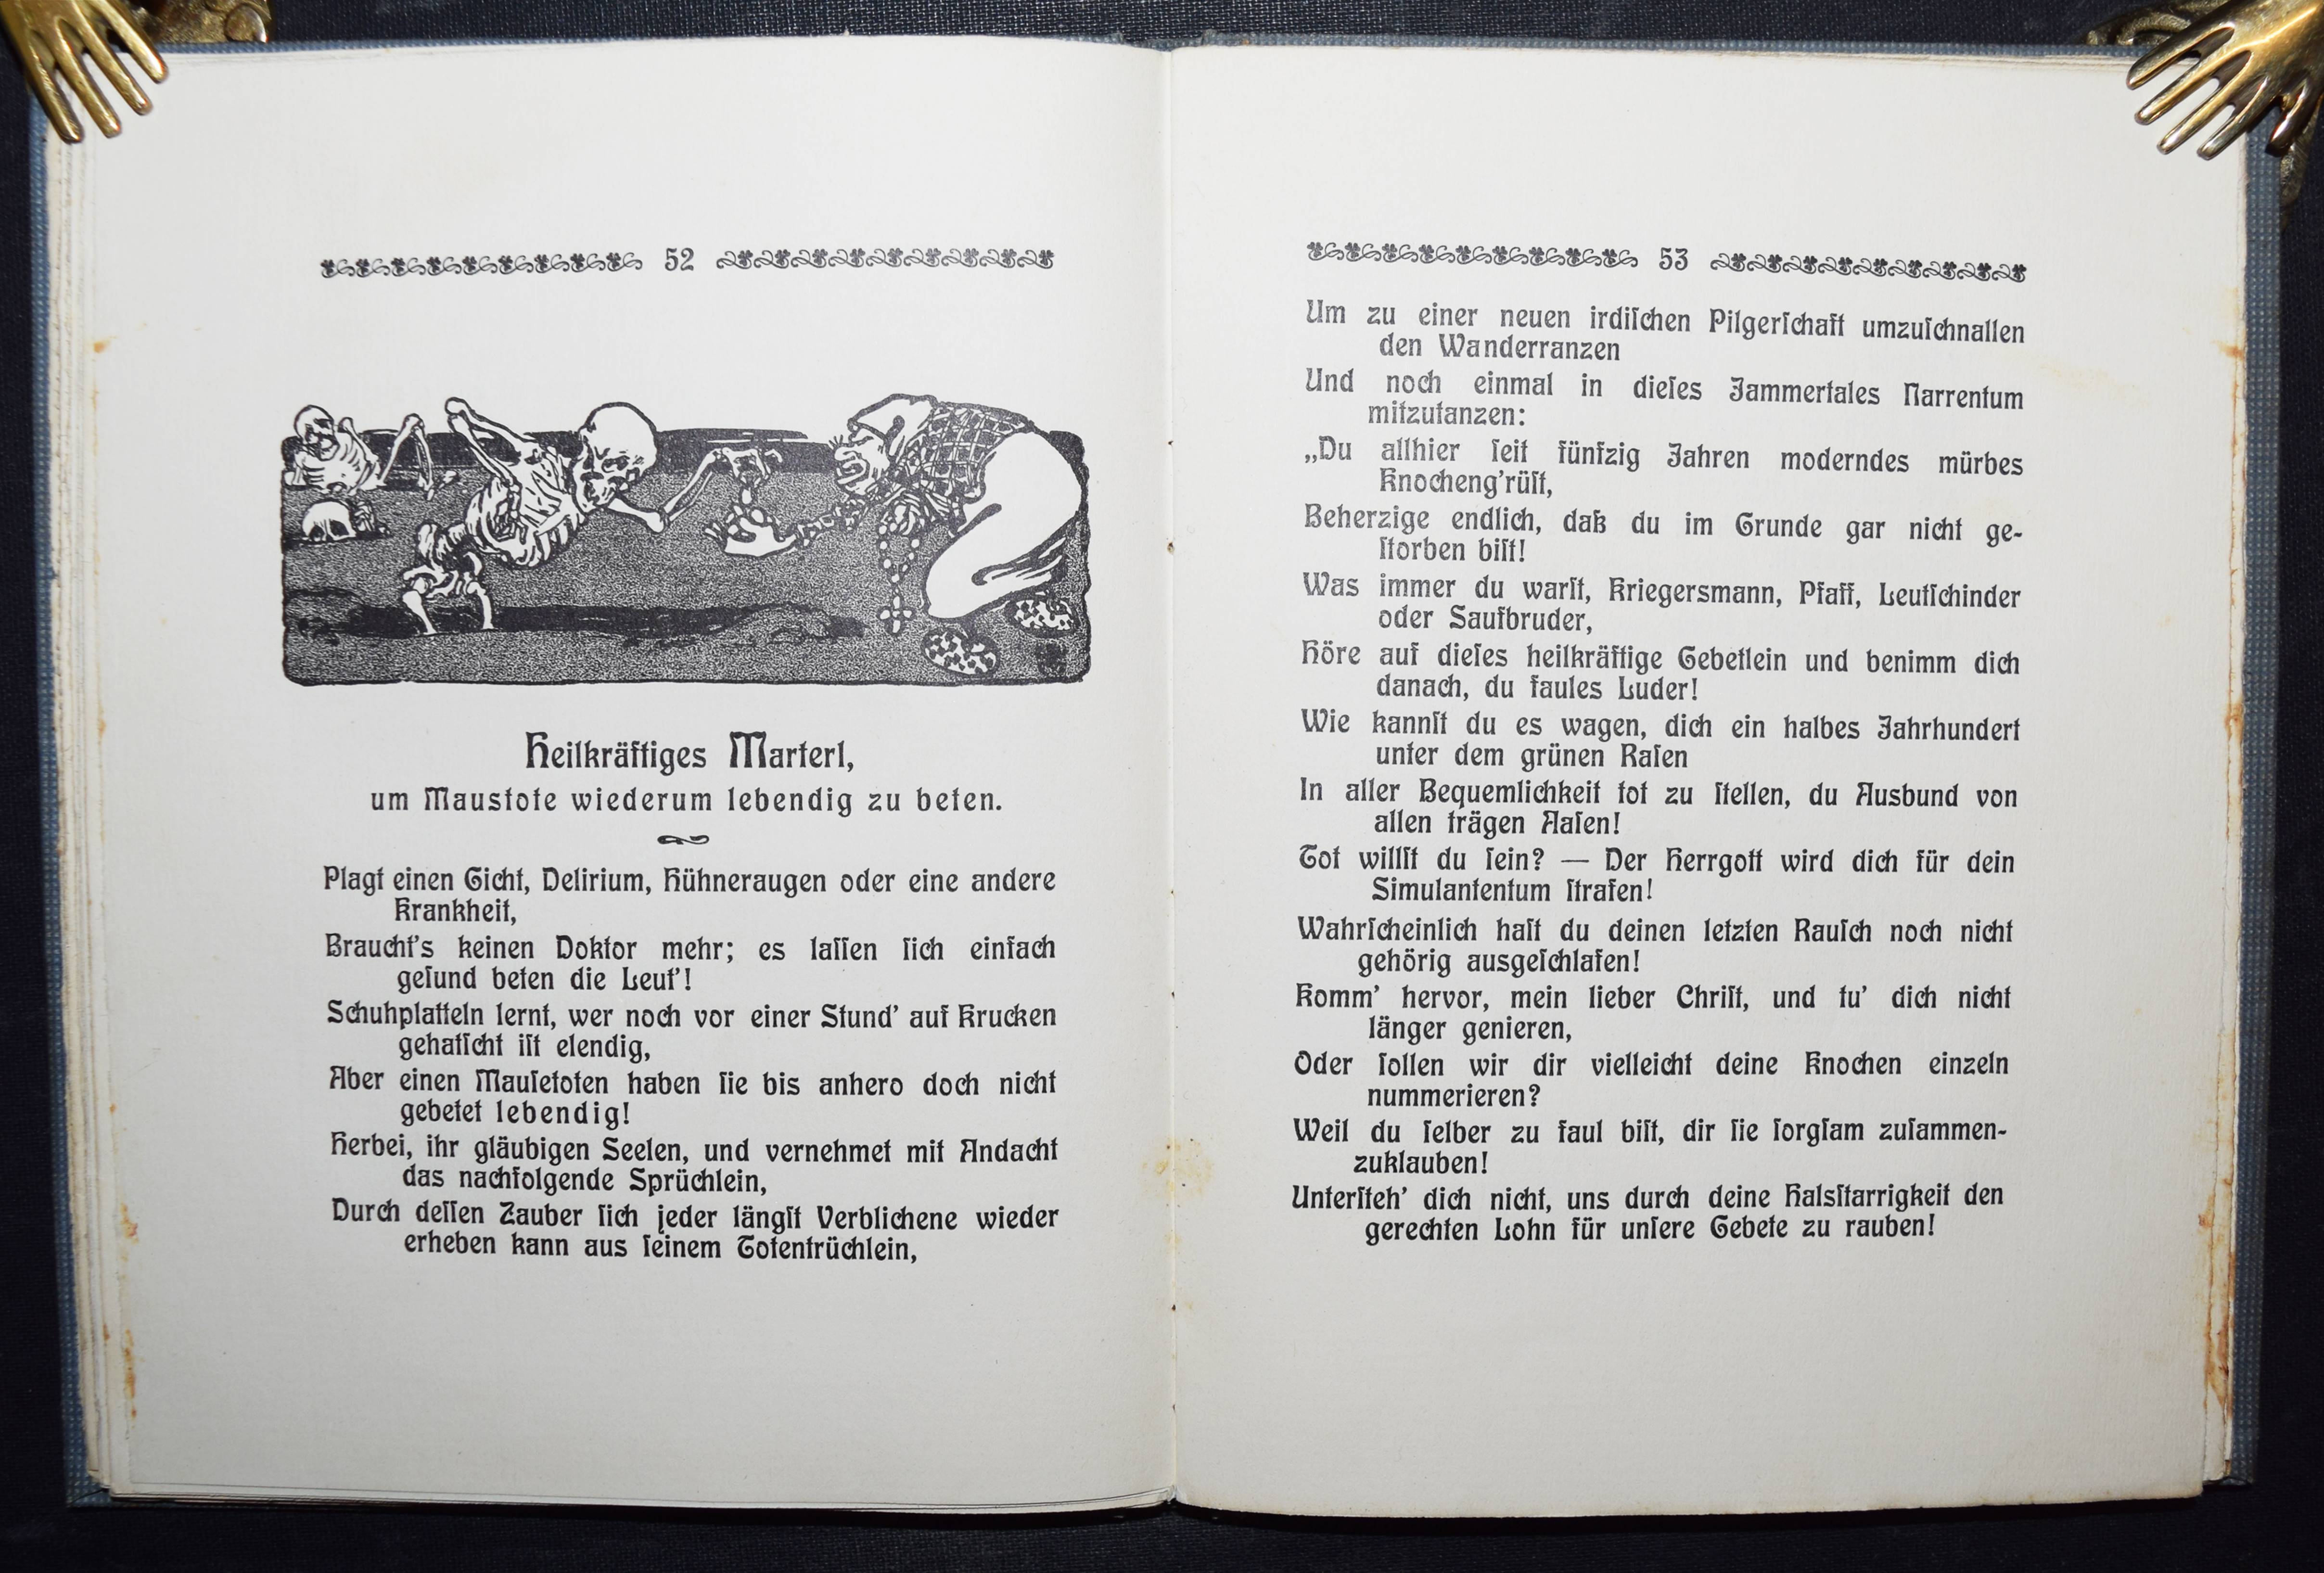 52
Heilkräftiges Marterl,
um Maustote wiederum lebendig zu beten.
Plagt einen Gicht, Delirium, Hühneraugen oder eine andere
Krankheit,
Braucht's keinen Doktor mehr; es laſſen ſich einfach
geſund beten die Leut'!
Schuhplatteln lernt, wer noch vor einer Stund' auf Krucken
gehatſcht iſt elendig,
Aber einen Mauſetoten haben ſie bis anhero doch nicht
gebetet lebendig!
Herbei, ihr gläubigen Seelen, und vernehmet mit Andacht
das nachfolgende Sprüchlein,
Durch deſſen Zauber ſich jeder längſt Verblichene wieder
erheben kann aus ſeinem Totentrüchlein,
53
Um zu einer neuen irdiſchen Pilgerſchaft umzuſchnallen
den Wanderranzen
Und noch einmal in dieſes Jammertales Narrentum
mitzutanzen:
„Du allhier ſeit fünfzig Jahren moderndes mürbes
Knocheng'rüſt,
Beherzige endlich, daß du im Grunde gar nicht ge-
ſtorben biſt!
Was immer du warſt, Kriegersmann, Pfaff, Leutſchinder
oder Saufbruder,
Höre auf dieſes heilkräftige Gebetlein und benimm dich
danach, du faules Luder!
Wie kannſt du es wagen, dich ein halbes Jahrhundert
unter dem grünen Raſen
In aller Bequemlichkeit tot zu ſtellen, du Ausbund von
allen trägen Aaſen!
Tot willſt du ſein? — Der Herrgott wird dich für dein
Simulantentum ſtrafen!
Wahrſcheinlich haſt du deinen letzten Rauſch noch nicht
gehörig ausgeſchlafen!
Komm' hervor, mein lieber Chriſt, und tu' dich nicht
länger genieren,
Oder ſollen wir dir vielleicht deine Knochen einzeln
nummerieren?
Weil du ſelber zu faul biſt, dir ſie ſorgſam zuſammen-
zuklauben!
Unterſteh' dich nicht, uns durch deine Halsſtarrigkeit den
gerechten Lohn für unſere Gebete zu rauben!